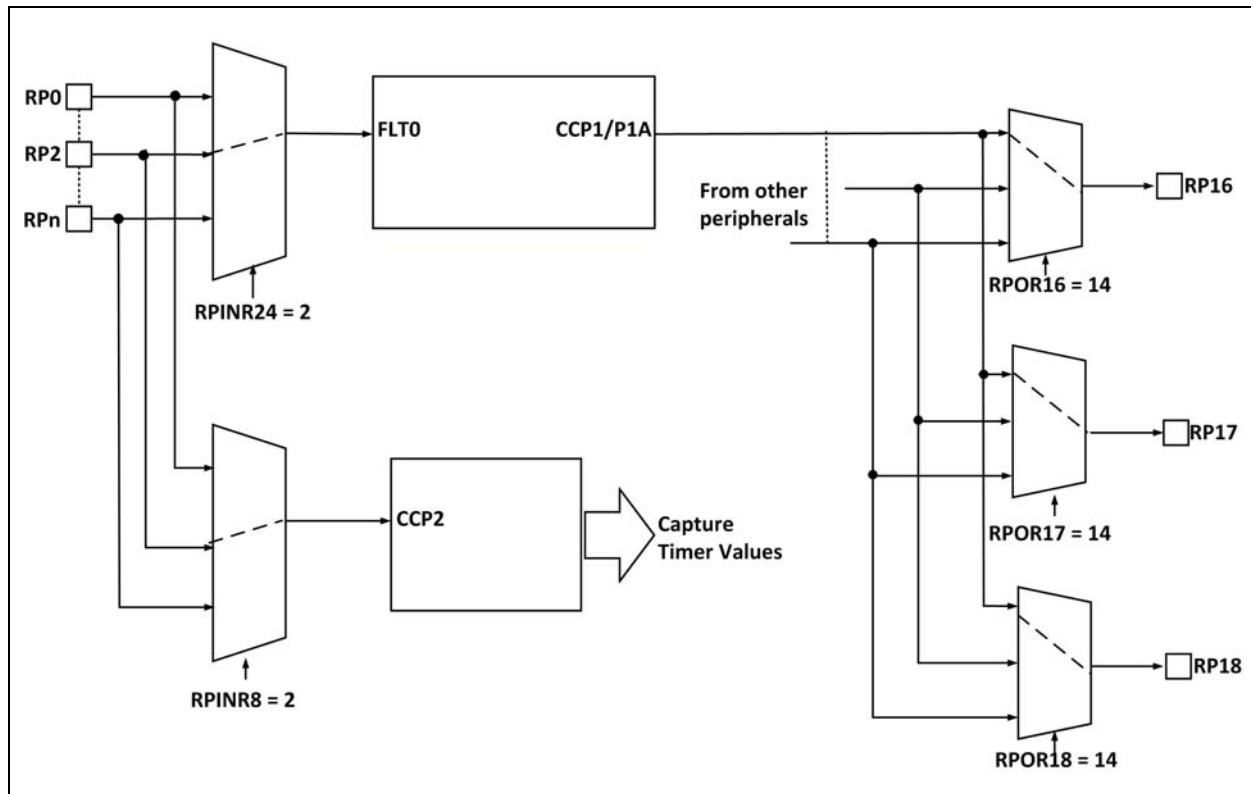 RP0
RP2
RPn
FLT0
CCP1/P1A
RPINR24 = 2
From other
peripherals
RP16
RPOR16 = 14
RP17
RPOR17 = 14
CCP2
Capture
Timer Values
RPINR8 = 2
RP18
RPOR18 = 14